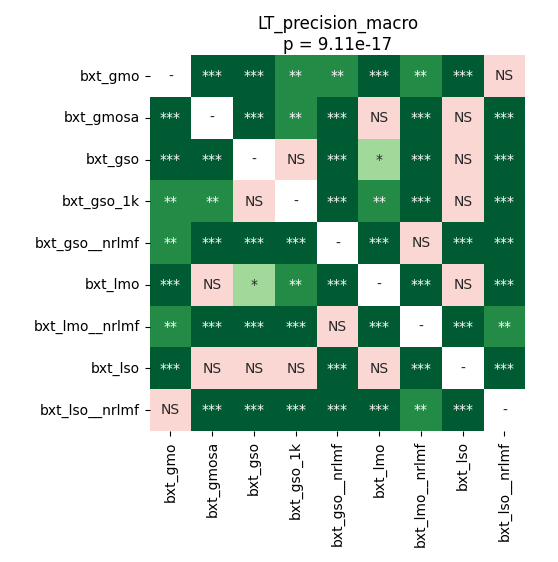 LT_precision_macro
p = 9.11e-17
bxt_gmo - *** *** ** ** *** ** *** NS
bxt_gmosa *** - *** ** *** NS *** NS ***
bxt_gso *** *** - NS *** * *** NS ***
bxt_gso_1k ** ** NS - *** ** *** NS ***
bxt_gso__nrlmf ** *** *** *** - *** NS *** ***
bxt_lmo *** NS * ** *** - *** NS ***
bxt_lmo__nrlmf ** *** *** *** NS *** - *** **
bxt_lso *** NS NS NS *** NS *** - ***
bxt_lso__nrlmf NS *** *** *** *** *** ** *** -
bxt_gmo
bxt_gmosa
bxt_gso
bxt_gso_1k
bxt_gso__nrlmf
bxt_lmo
bxt_lmo__nrlmf
bxt_lso
bxt_lso__nrlmf